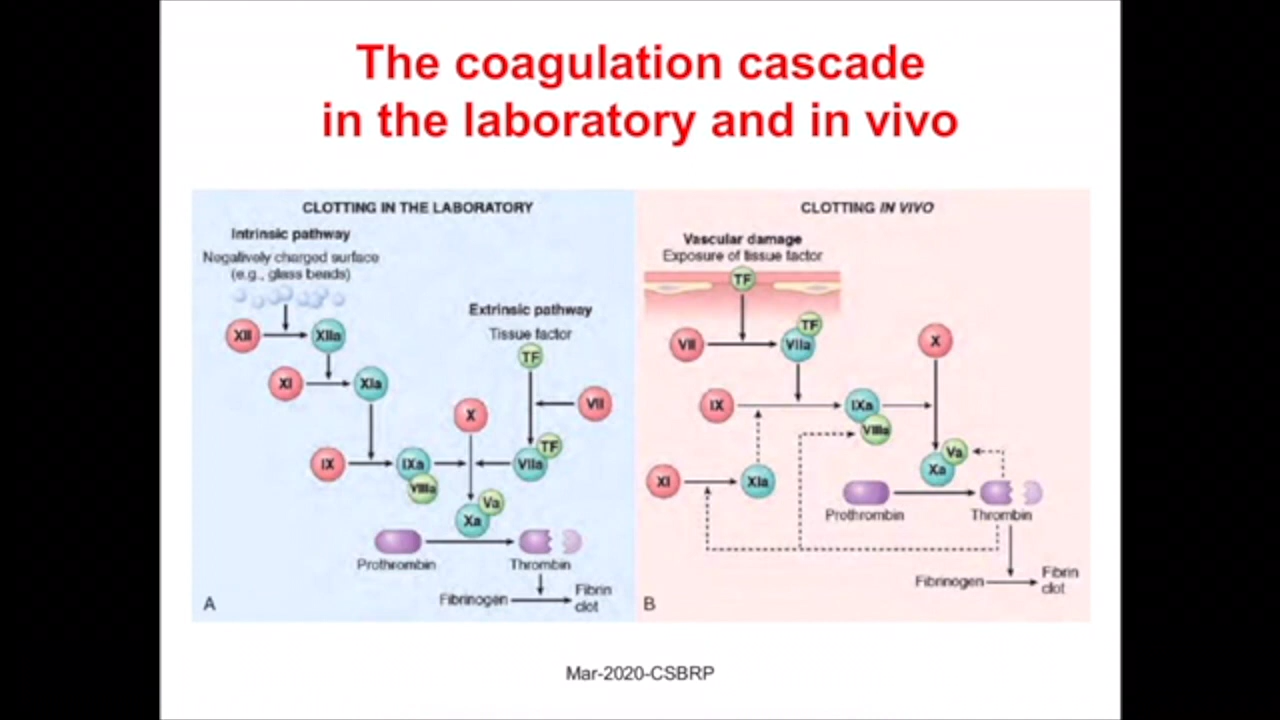 The coagulation cascade
in the laboratory and in vivo
CLOTTING IN THE LABORATORY
Intrinsic pathway
Negatively charged surface
(e.g., glass beads)
XII
XIIa
XI
XIa
Extrinsic pathway
Tissue factor
TF
VII
X
IX
IXa
VIIIa
VIIa
TF
Va
Xa
Prothrombin
Thrombin
Fibrinogen
Fibrin
clot
A
CLOTTING IN VIVO
Vascular damage
Exposure of tissue factor
TF
VII
TF
VIIa
X
IX
IXa
VIIIa
XI
XIa
Va
Xa
Prothrombin
Thrombin
Fibrinogen
Fibrin
clot
B
Mar-2020-CSBRP